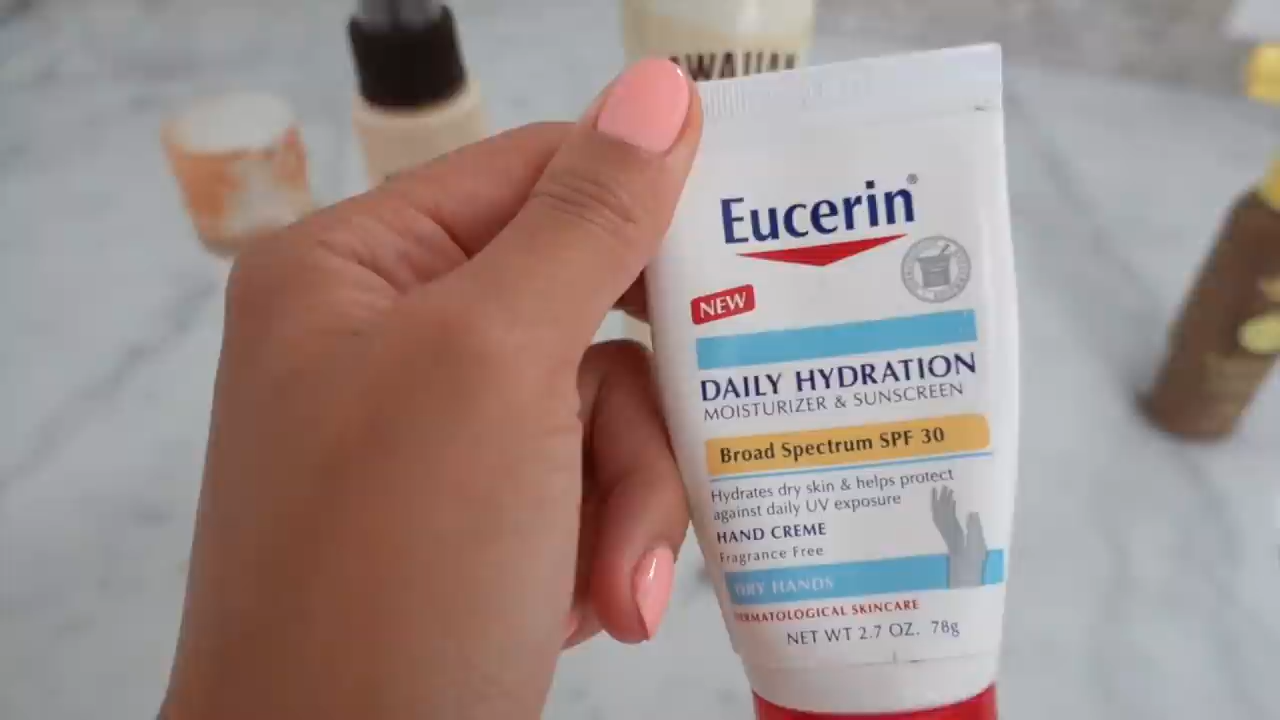 Eucerin®
NEW
DAILY HYDRATION
MOISTURIZER & SUNSCREEN
Broad Spectrum SPF 30
Hydrates dry skin & helps protect
against daily UV exposure
HAND CREME
Fragrance Free
DRY HANDS
DERMATOLOGICAL SKINCARE
NET WT 2.7 OZ. 78g